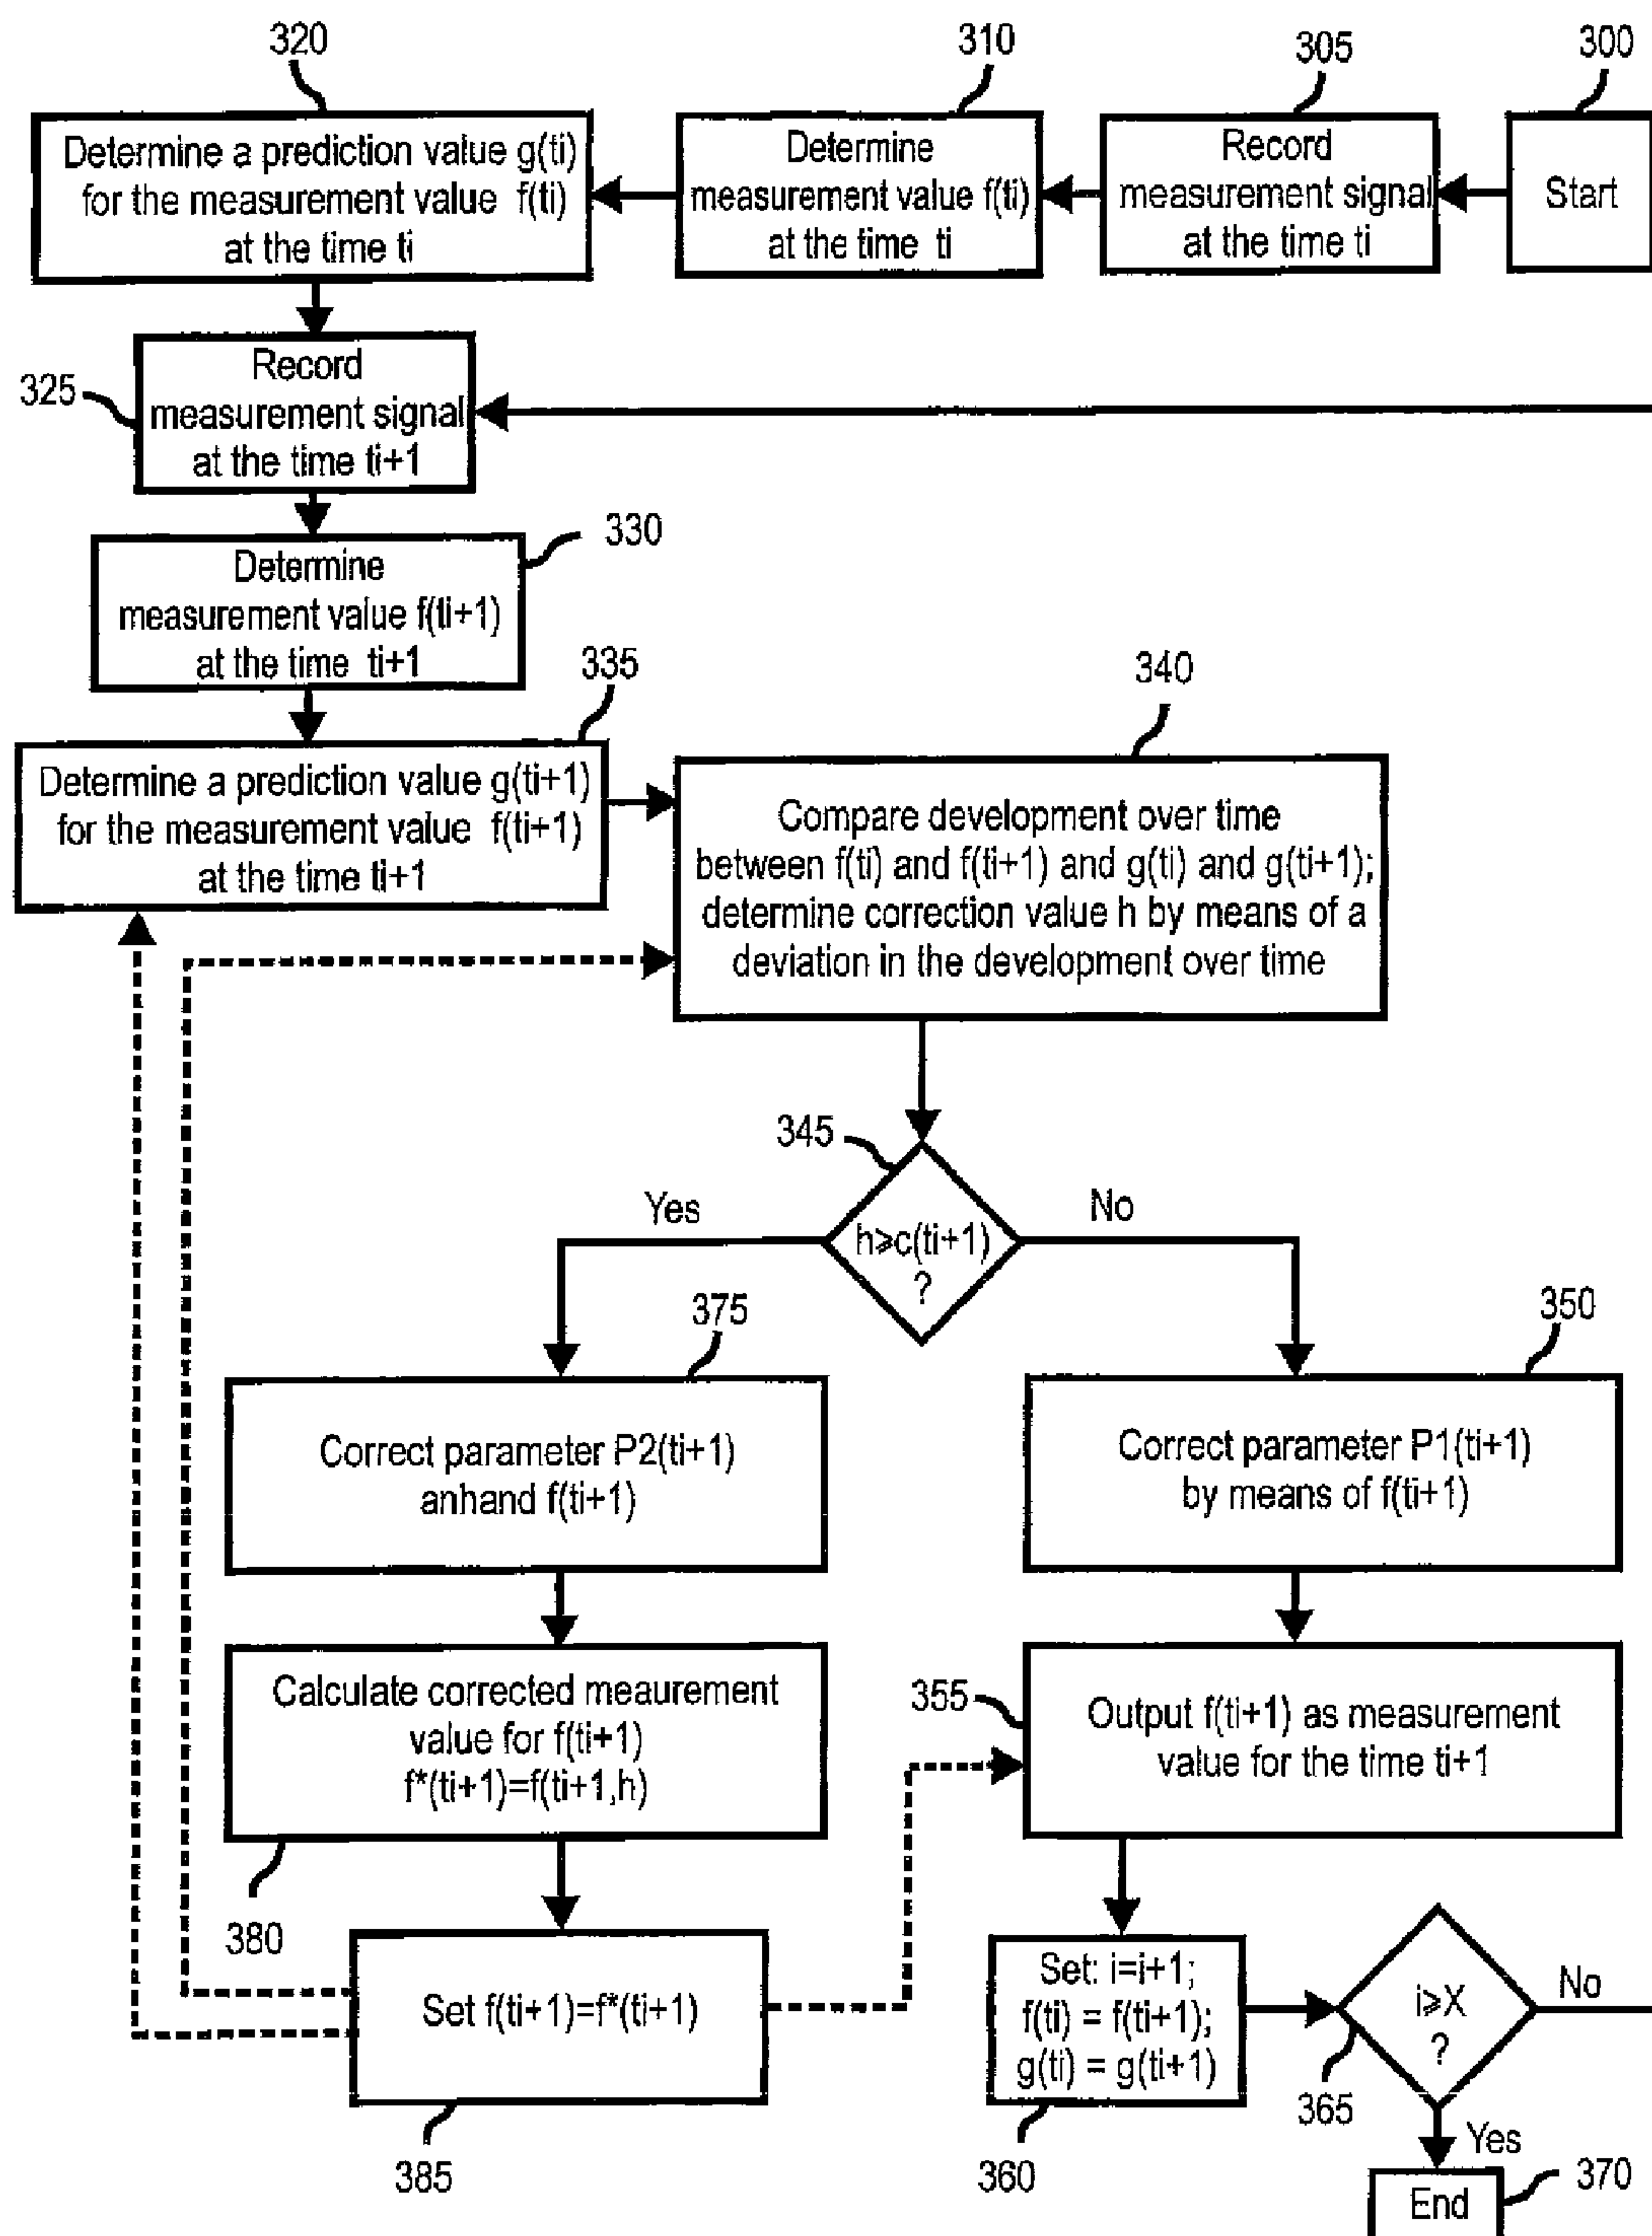 320
310
305
300
Determine a prediction value g(ti)
for the measurement value f(ti)
at the time ti
Determine
measurement value f(ti)
at the time ti
Record
measurement signal
at the time ti
Start
325
Record
measurement signal
at the time ti+1
330
Determine
measurement value f(ti+1)
at the time ti+1
335
Determine a prediction value g(ti+1)
for the measurement value f(ti+1)
at the time ti+1
340
Compare development over time
between f(ti) and f(ti+1) and g(ti) and g(ti+1);
determine correction value h by means of a
deviation in the development over time
345
Yes
h⩾c(ti+1)
?
No
375
Correct parameter P2(ti+1)
anhand f(ti+1)
350
Correct parameter P1(ti+1)
by means of f(ti+1)
Calculate corrected meaurement
value for f(ti+1)
f*(ti+1)=f(ti+1,h)
380
355
Output f(ti+1) as measurement
value for the time ti+1
Set f(ti+1)=f*(ti+1)
385
Set: i=i+1;
f(ti) = f(ti+1);
g(ti) = g(ti+1)
360
i⩾X
?
No
365
Yes
370
End